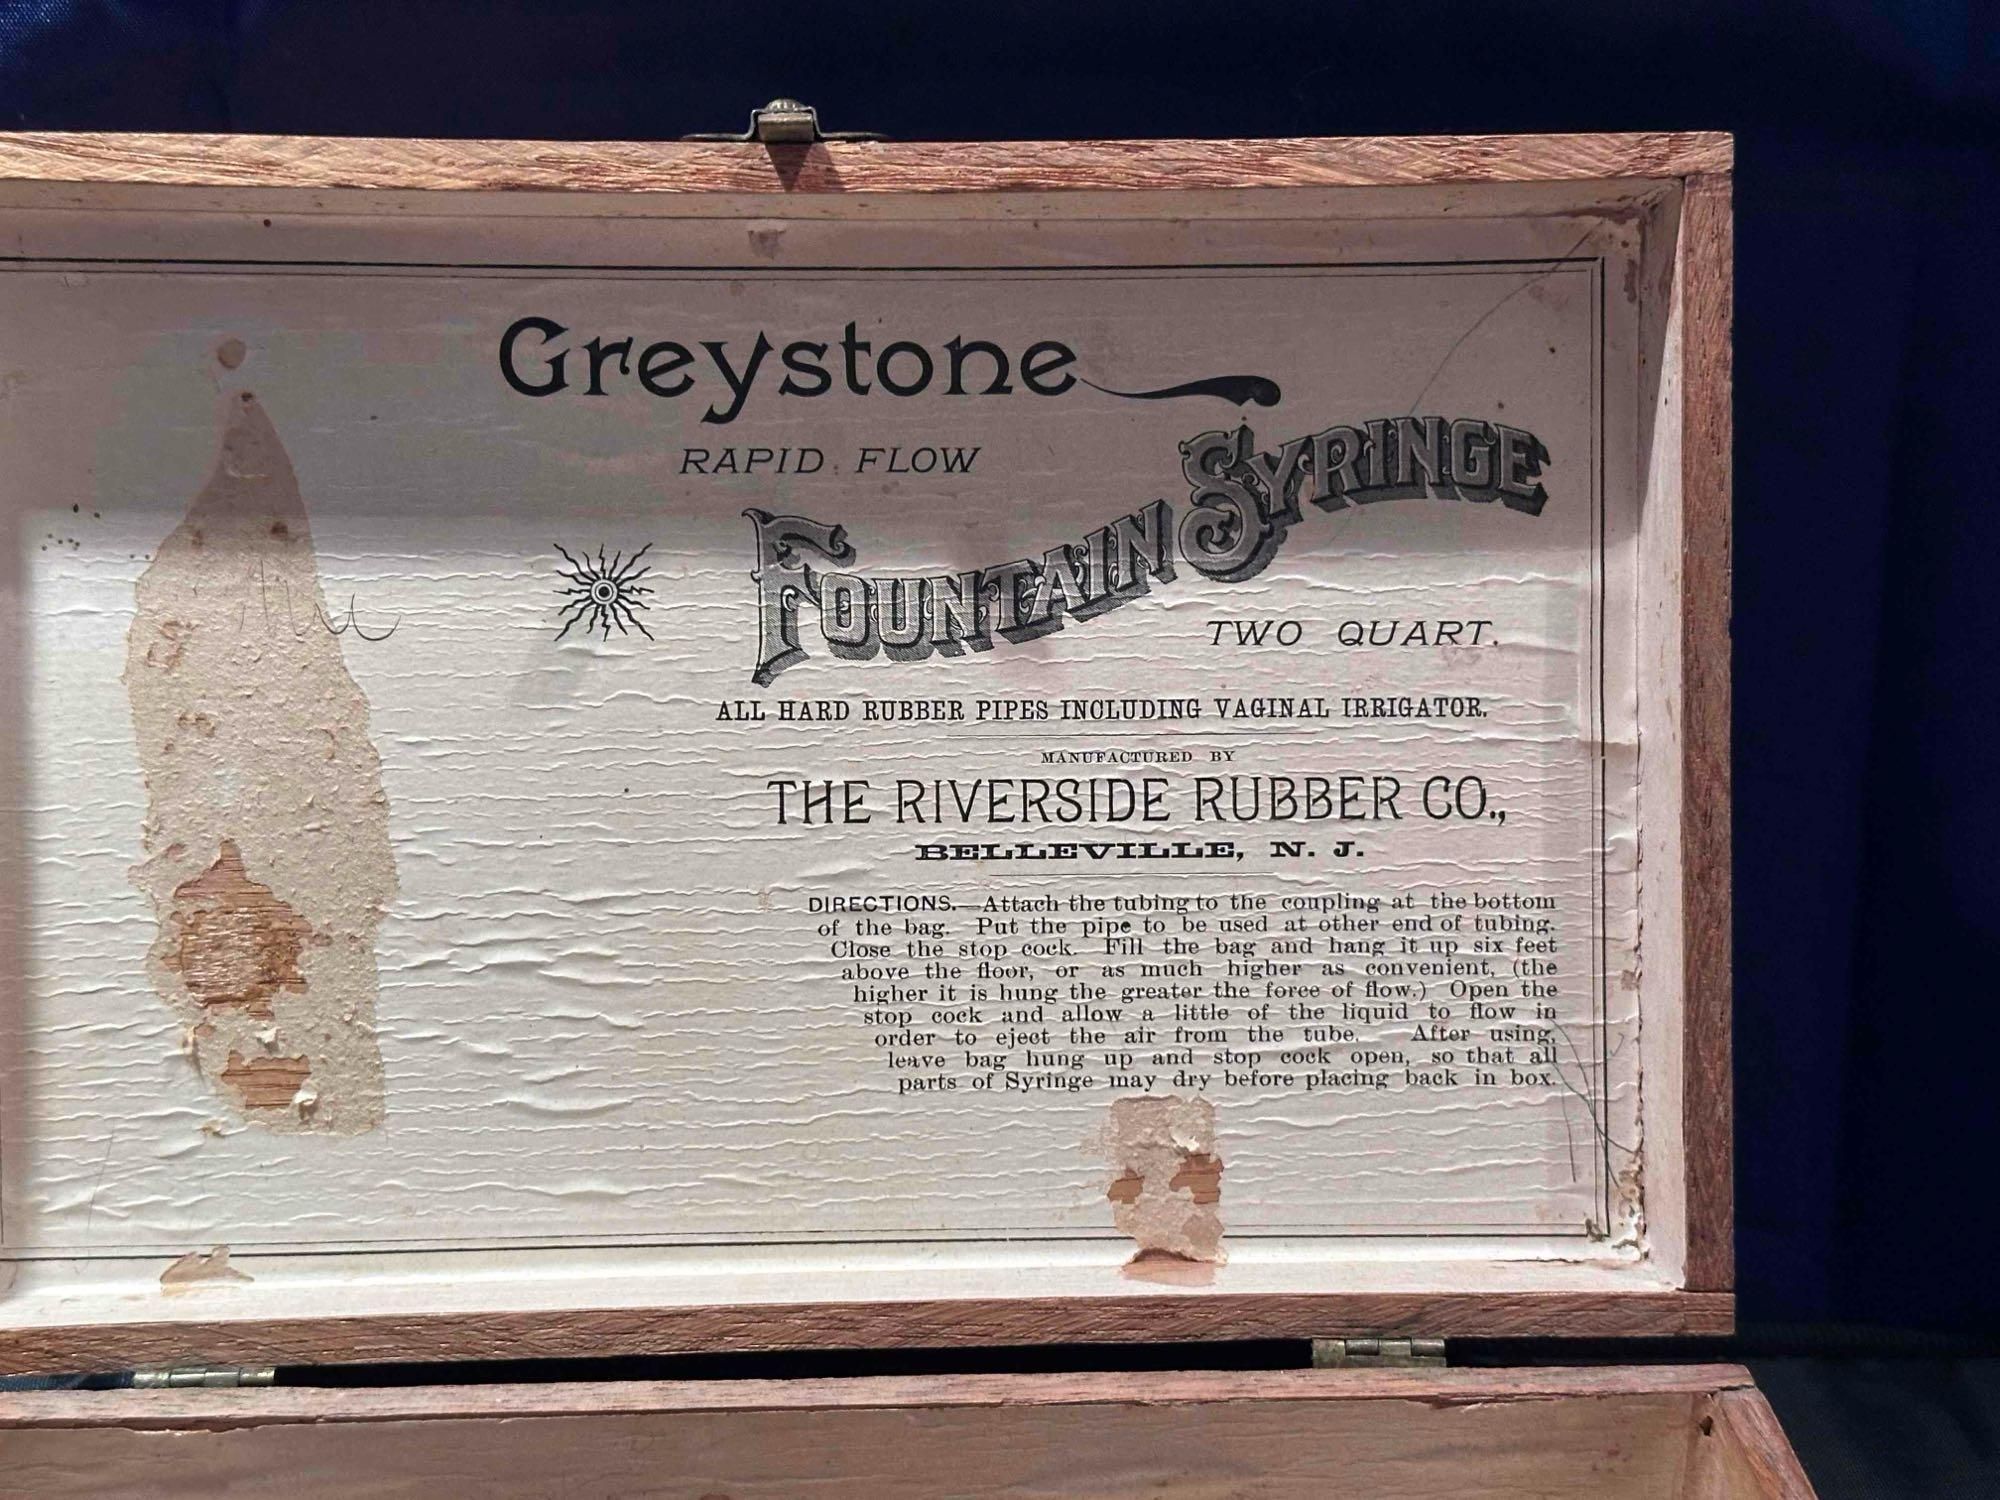 Greystone
RAPID FLOW
FOUNTAIN SYRINGE
TWO QUART.
ALL HARD RUBBER PIPES INCLUDING VAGINAL IRRIGATOR.
MANUFACTURED BY
THE RIVERSIDE RUBBER CO.,
BELLEVILLE, N. J.
DIRECTIONS.—Attach the tubing to the coupling at the bottom
of the bag. Put the pipe to be used at other end of tubing.
Close the stop cock. Fill the bag and hang it up six feet
above the floor, or as much higher as convenient, (the
higher it is hung the greater the force of flow.) Open the
stop cock and allow a little of the liquid to flow in
order to eject the air from the tube. After using,
leave bag hung up and stop cock open, so that all
parts of Syringe may dry before placing back in box.